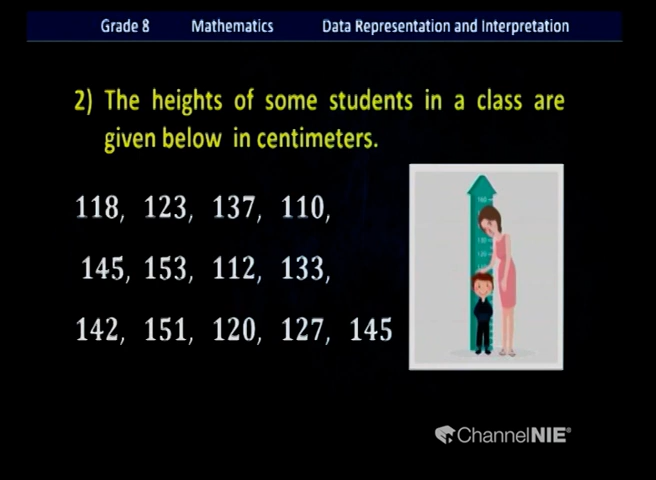 Grade 8 Mathematics Data Representation and Interpretation
2) The heights of some students in a class are
given below in centimeters.
118, 123, 137, 110,
145, 153, 112, 133,
142, 151, 120, 127, 145
ChannelNIE